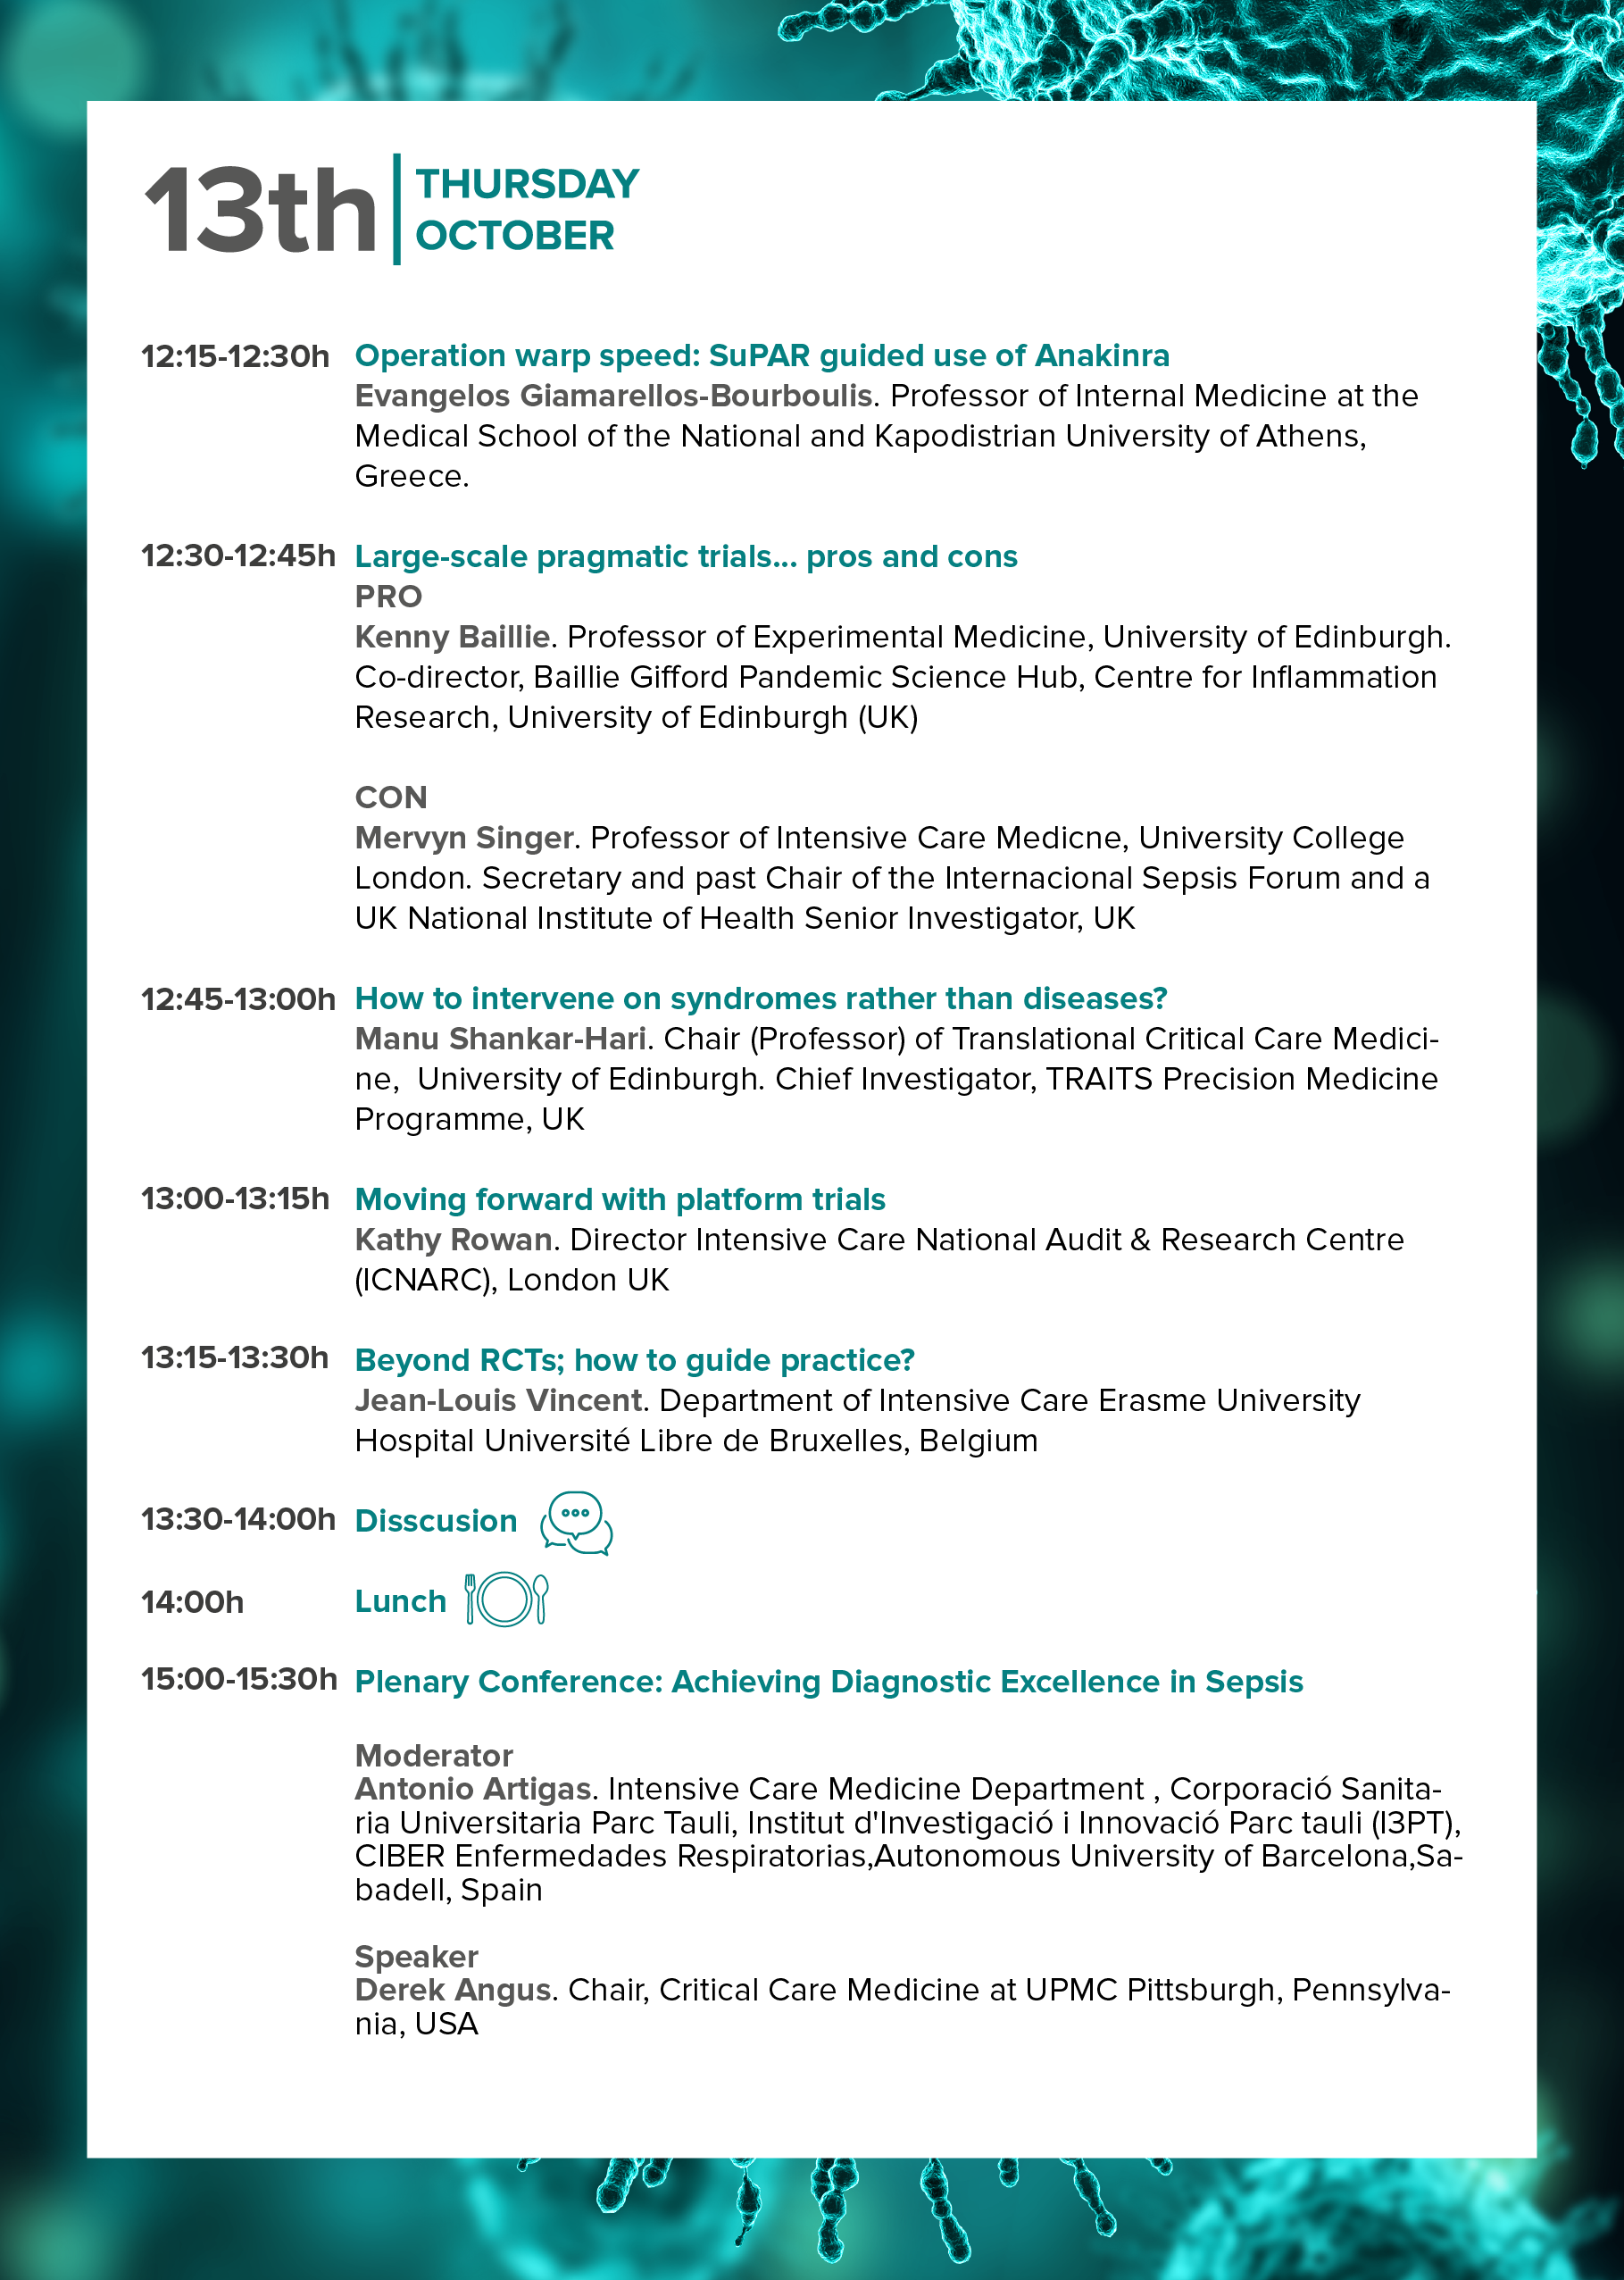 13th
THURSDAY
OCTOBER
12:15-12:30h Operation warp speed: SuPAR guided use of Anakinra
Evangelos Giamarellos-Bourboulis. Professor of Internal Medicine at the
Medical School of the National and Kapodistrian University of Athens,
Greece.
12:30-12:45h Large-scale pragmatic trials... pros and cons
PRO
Kenny Baillie. Professor of Experimental Medicine, University of Edinburgh.
Co-director, Baillie Gifford Pandemic Science Hub, Centre for Inflammation
Research, University of Edinburgh (UK)
CON
Mervyn Singer. Professor of Intensive Care Medicne, University College
London. Secretary and past Chair of the Internacional Sepsis Forum and a
UK National Institute of Health Senior Investigator, UK
12:45-13:00h How to intervene on syndromes rather than diseases?
Manu Shankar-Hari. Chair (Professor) of Translational Critical Care Medici-
ne,  University of Edinburgh. Chief Investigator, TRAITS Precision Medicine
Programme, UK
13:00-13:15h Moving forward with platform trials
Kathy Rowan. Director Intensive Care National Audit & Research Centre
(ICNARC), London UK
13:15-13:30h Beyond RCTs; how to guide practice?
Jean-Louis Vincent. Department of Intensive Care Erasme University
Hospital Université Libre de Bruxelles, Belgium
13:30-14:00h Disscusion
14:00h Lunch
15:00-15:30h Plenary Conference: Achieving Diagnostic Excellence in Sepsis
Moderator
Antonio Artigas. Intensive Care Medicine Department , Corporació Sanita-
ria Universitaria Parc Tauli, Institut d'Investigació i Innovació Parc tauli (I3PT),
CIBER Enfermedades Respiratorias,Autonomous University of Barcelona,Sa-
badell, Spain
Speaker
Derek Angus. Chair, Critical Care Medicine at UPMC Pittsburgh, Pennsylva-
nia, USA